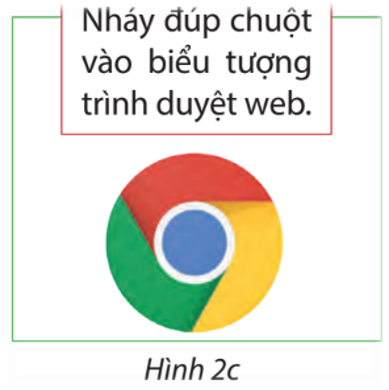 Nháy đúp chuột
vào biểu tượng
trình duyệt web.
Hình 2c